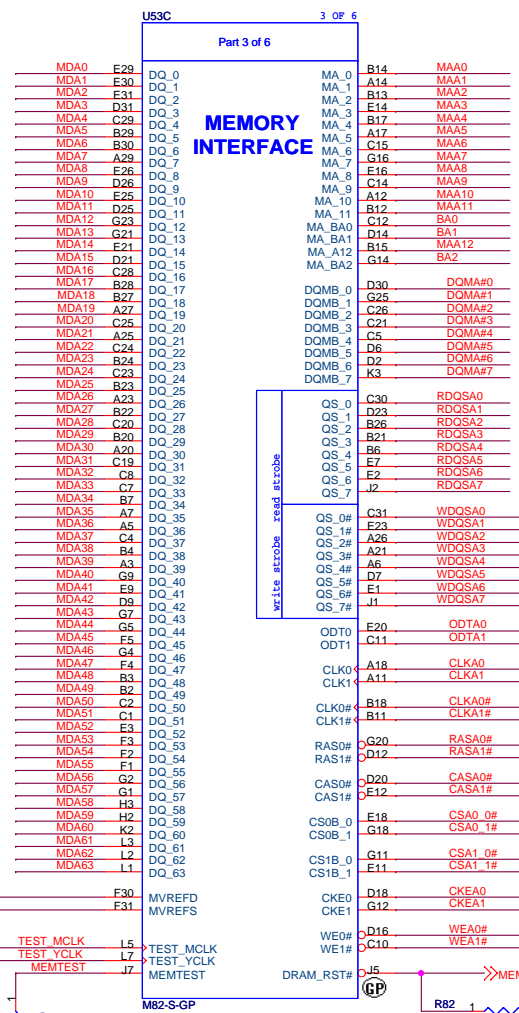 U53C 3 OF 6
Part 3 of 6
MEMORY
INTERFACE
MDA0 E29 DQ_0
MDA1 E30 DQ_1
MDA2 E31 DQ_2
MDA3 D31 DQ_3
MDA4 C29 DQ_4
MDA5 B29 DQ_5
MDA6 B30 DQ_6
MDA7 A29 DQ_7
MDA8 E26 DQ_8
MDA9 D26 DQ_9
MDA10 E25 DQ_10
MDA11 D25 DQ_11
MDA12 G23 DQ_12
MDA13 G21 DQ_13
MDA14 E21 DQ_14
MDA15 D21 DQ_15
MDA16 C28 DQ_16
MDA17 B28 DQ_17
MDA18 B27 DQ_18
MDA19 A27 DQ_19
MDA20 C25 DQ_20
MDA21 A25 DQ_21
MDA22 C24 DQ_22
MDA23 B24 DQ_23
MDA24 C23 DQ_24
MDA25 B23 DQ_25
MDA26 A23 DQ_26
MDA27 B22 DQ_27
MDA28 C20 DQ_28
MDA29 B20 DQ_29
MDA30 A20 DQ_30
MDA31 C19 DQ_31
MDA32 C8 DQ_32
MDA33 C7 DQ_33
MDA34 B7 DQ_34
MDA35 A7 DQ_35
MDA36 A5 DQ_36
MDA37 C4 DQ_37
MDA38 B4 DQ_38
MDA39 A3 DQ_39
MDA40 G9 DQ_40
MDA41 E9 DQ_41
MDA42 D9 DQ_42
MDA43 G7 DQ_43
MDA44 G5 DQ_44
MDA45 F5 DQ_45
MDA46 G4 DQ_46
MDA47 F4 DQ_47
MDA48 B3 DQ_48
MDA49 B2 DQ_49
MDA50 C2 DQ_50
MDA51 C1 DQ_51
MDA52 E3 DQ_52
MDA53 F3 DQ_53
MDA54 F2 DQ_54
MDA55 F1 DQ_55
MDA56 G2 DQ_56
MDA57 G1 DQ_57
MDA58 H3 DQ_58
MDA59 H2 DQ_59
MDA60 K2 DQ_60
MDA61 L3 DQ_61
MDA62 L2 DQ_62
MDA63 L1 DQ_63
F30 MVREFD
F31 MVREFS
TEST_MCLK L5 TEST_MCLK
TEST_YCLK L7 TEST_YCLK
MEMTEST J7 MEMTEST
1
MA_0 B14 MAA0
MA_1 A14 MAA1
MA_2 B13 MAA2
MA_3 E14 MAA3
MA_4 B17 MAA4
MA_5 A17 MAA5
MA_6 C15 MAA6
MA_7 G16 MAA7
MA_8 E16 MAA8
MA_9 C14 MAA9
MA_10 A12 MAA10
MA_11 B12 MAA11
MA_BA0 C12 BA0
MA_BA1 D14 BA1
MA_A12 B15 MAA12
MA_BA2 G14 BA2
DQMB_0 D30 DQMA#0
DQMB_1 G25 DQMA#1
DQMB_2 C26 DQMA#2
DQMB_3 C21 DQMA#3
DQMB_4 C5 DQMA#4
DQMB_5 D6 DQMA#5
DQMB_6 D2 DQMA#6
DQMB_7 K3 DQMA#7
read strobe
QS_0 C30 RDQSA0
QS_1 D23 RDQSA1
QS_2 B26 RDQSA2
QS_3 B21 RDQSA3
QS_4 B6 RDQSA4
QS_5 E7 RDQSA5
QS_6 E2 RDQSA6
QS_7 J2 RDQSA7
write strobe
QS_0# C31 WDQSA0
QS_1# E23 WDQSA1
QS_2# A26 WDQSA2
QS_3# A21 WDQSA3
QS_4# A6 WDQSA4
QS_5# D7 WDQSA5
QS_6# E1 WDQSA6
QS_7# J1 WDQSA7
ODT0 E20 ODTA0
ODT1 C11 ODTA1
CLK0 A18 CLKA0
CLK1 A11 CLKA1
CLK0# B18 CLKA0#
CLK1# B11 CLKA1#
RAS0# G20 RASA0#
RAS1# D12 RASA1#
CAS0# D20 CASA0#
CAS1# E12 CASA1#
CS0B_0 E18 CSA0_0#
CS0B_1 G18 CSA0_1#
CS1B_0 G11 CSA1_0#
CS1B_1 E11 CSA1_1#
CKE0 D18 CKEA0
CKE1 G12 CKEA1
WE0# D16 WEA0#
WE1# C10 WEA1#
DRAM_RST# J5 MEM
GP
M82-S-GP
R82 1